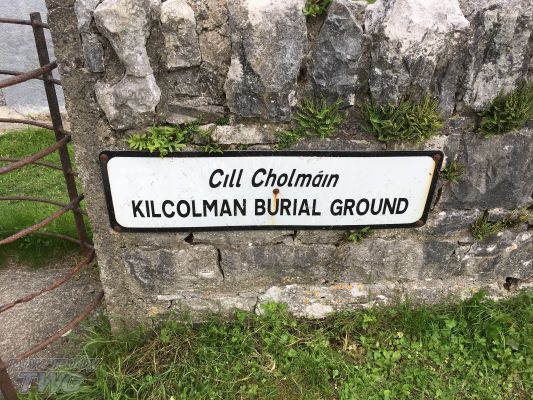 Cill Cholmáin
KILCOLMAN BURIAL GROUND
TWG